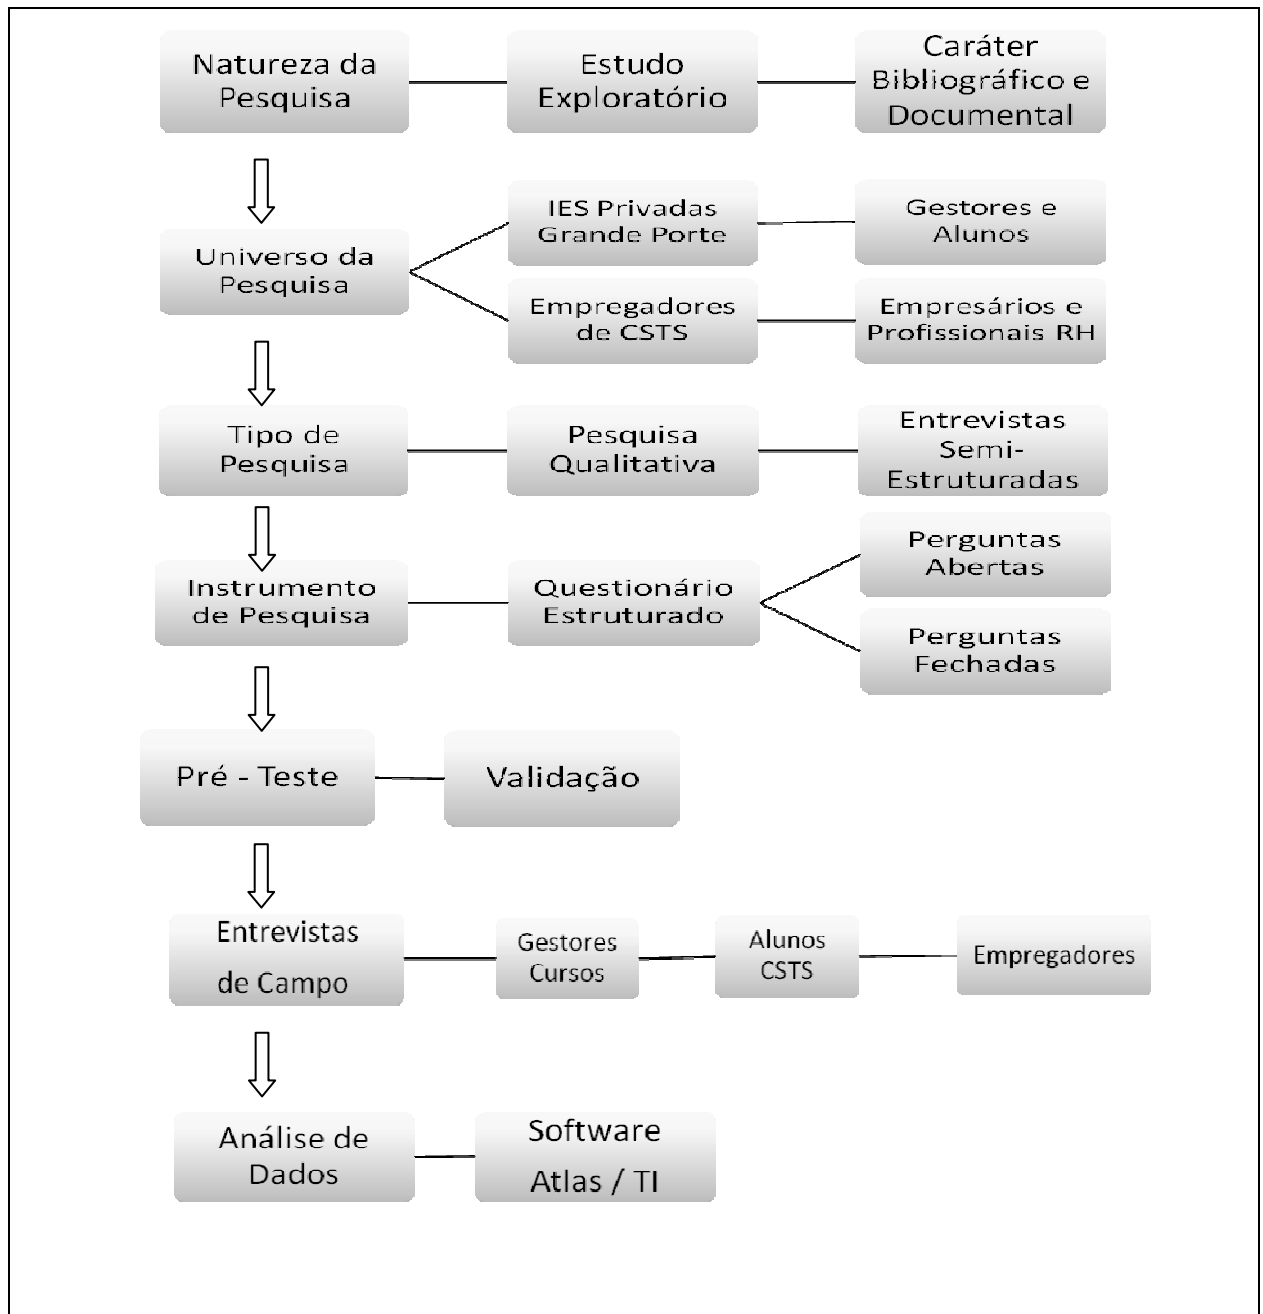 Natureza da
Pesquisa
Estudo
Exploratório
Caráter
Bibliográfico e
Documental
Universo da
Pesquisa
IES Privadas
Grande Porte
Gestores e
Alunos
Empregadores
de CSTS
Empresários e
Profissionais RH
Tipo de
Pesquisa
Pesquisa
Qualitativa
Entrevistas
Semi-
Estruturadas
Instrumento
de Pesquisa
Questionário
Estruturado
Perguntas
Abertas
Perguntas
Fechadas
Pré - Teste
Validação
Entrevistas
de Campo
Gestores
Cursos
Alunos
CSTS
Empregadores
Análise de
Dados
Software
Atlas / TI